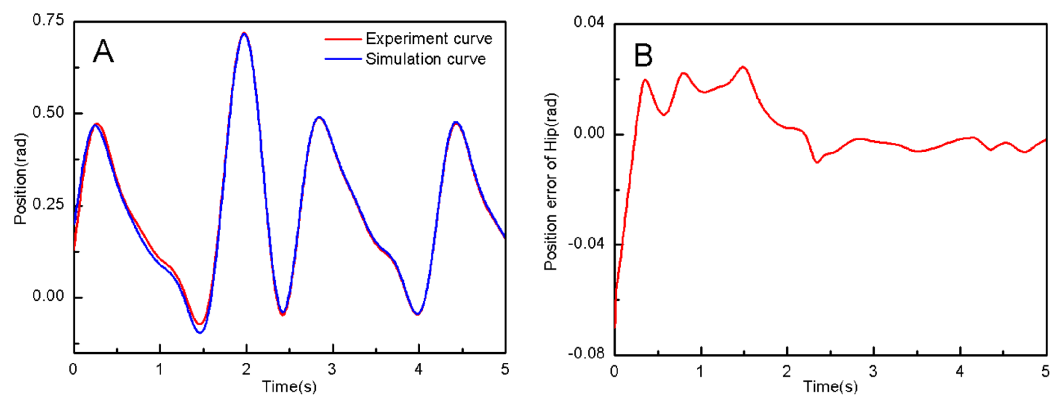 A
Experiment curve
Simulation curve
0.75
0.50
0.25
0.00
Position(rad)
0 1 2 3 4 5
Time(s)
B
0.04
0.00
-0.04
-0.08
Position error of Hip(rad)
0 1 2 3 4 5
Time(s)